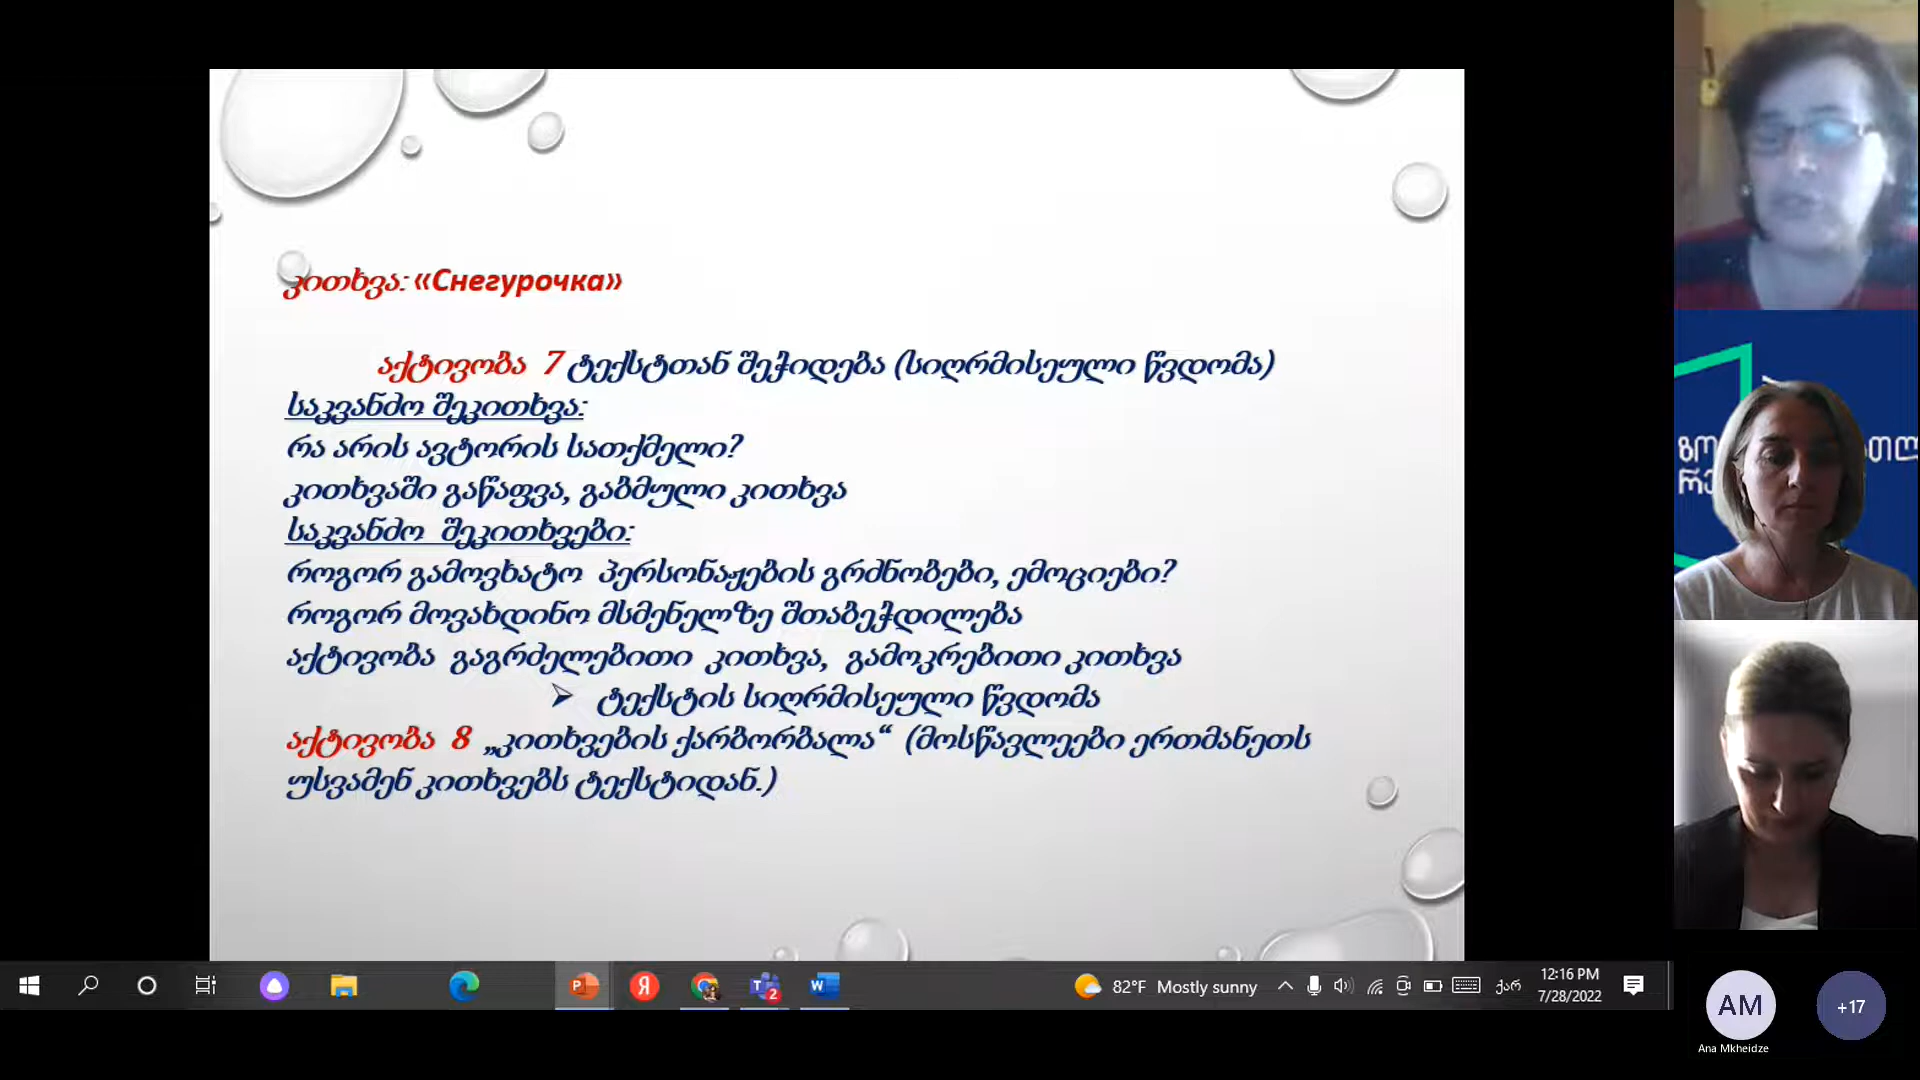 კითხვა: «Снегурочка»
აქტივობა 7 ტექსტთან შეჭიდება (სიღრმისეული წვდომა)
საკვანძო შეკითხვა:
რა არის ავტორის სათქმელი?
კითხვაში გაწაფვა, გაბმული კითხვა
საკვანძო შეკითხვები:
როგორ გამოვხატო პერსონაჟების გრძნობები, ემოციები?
როგორ მოვახდინო მსმენელზე შთაბეჭდილება
აქტივობა გაგრძელებითი კითხვა, გამოკრებითი კითხვა
➢ ტექსტის სიღრმისეული წვდომა
აქტივობა 8 „კითხვების ქარბორბალა“ (მოსწავლეები ერთმანეთს
უსვამენ კითხვებს ტექსტიდან.)
82°F Mostly sunny
ქარ
12:16 PM
7/28/2022
2
AM
Ana Mkheidze
+17